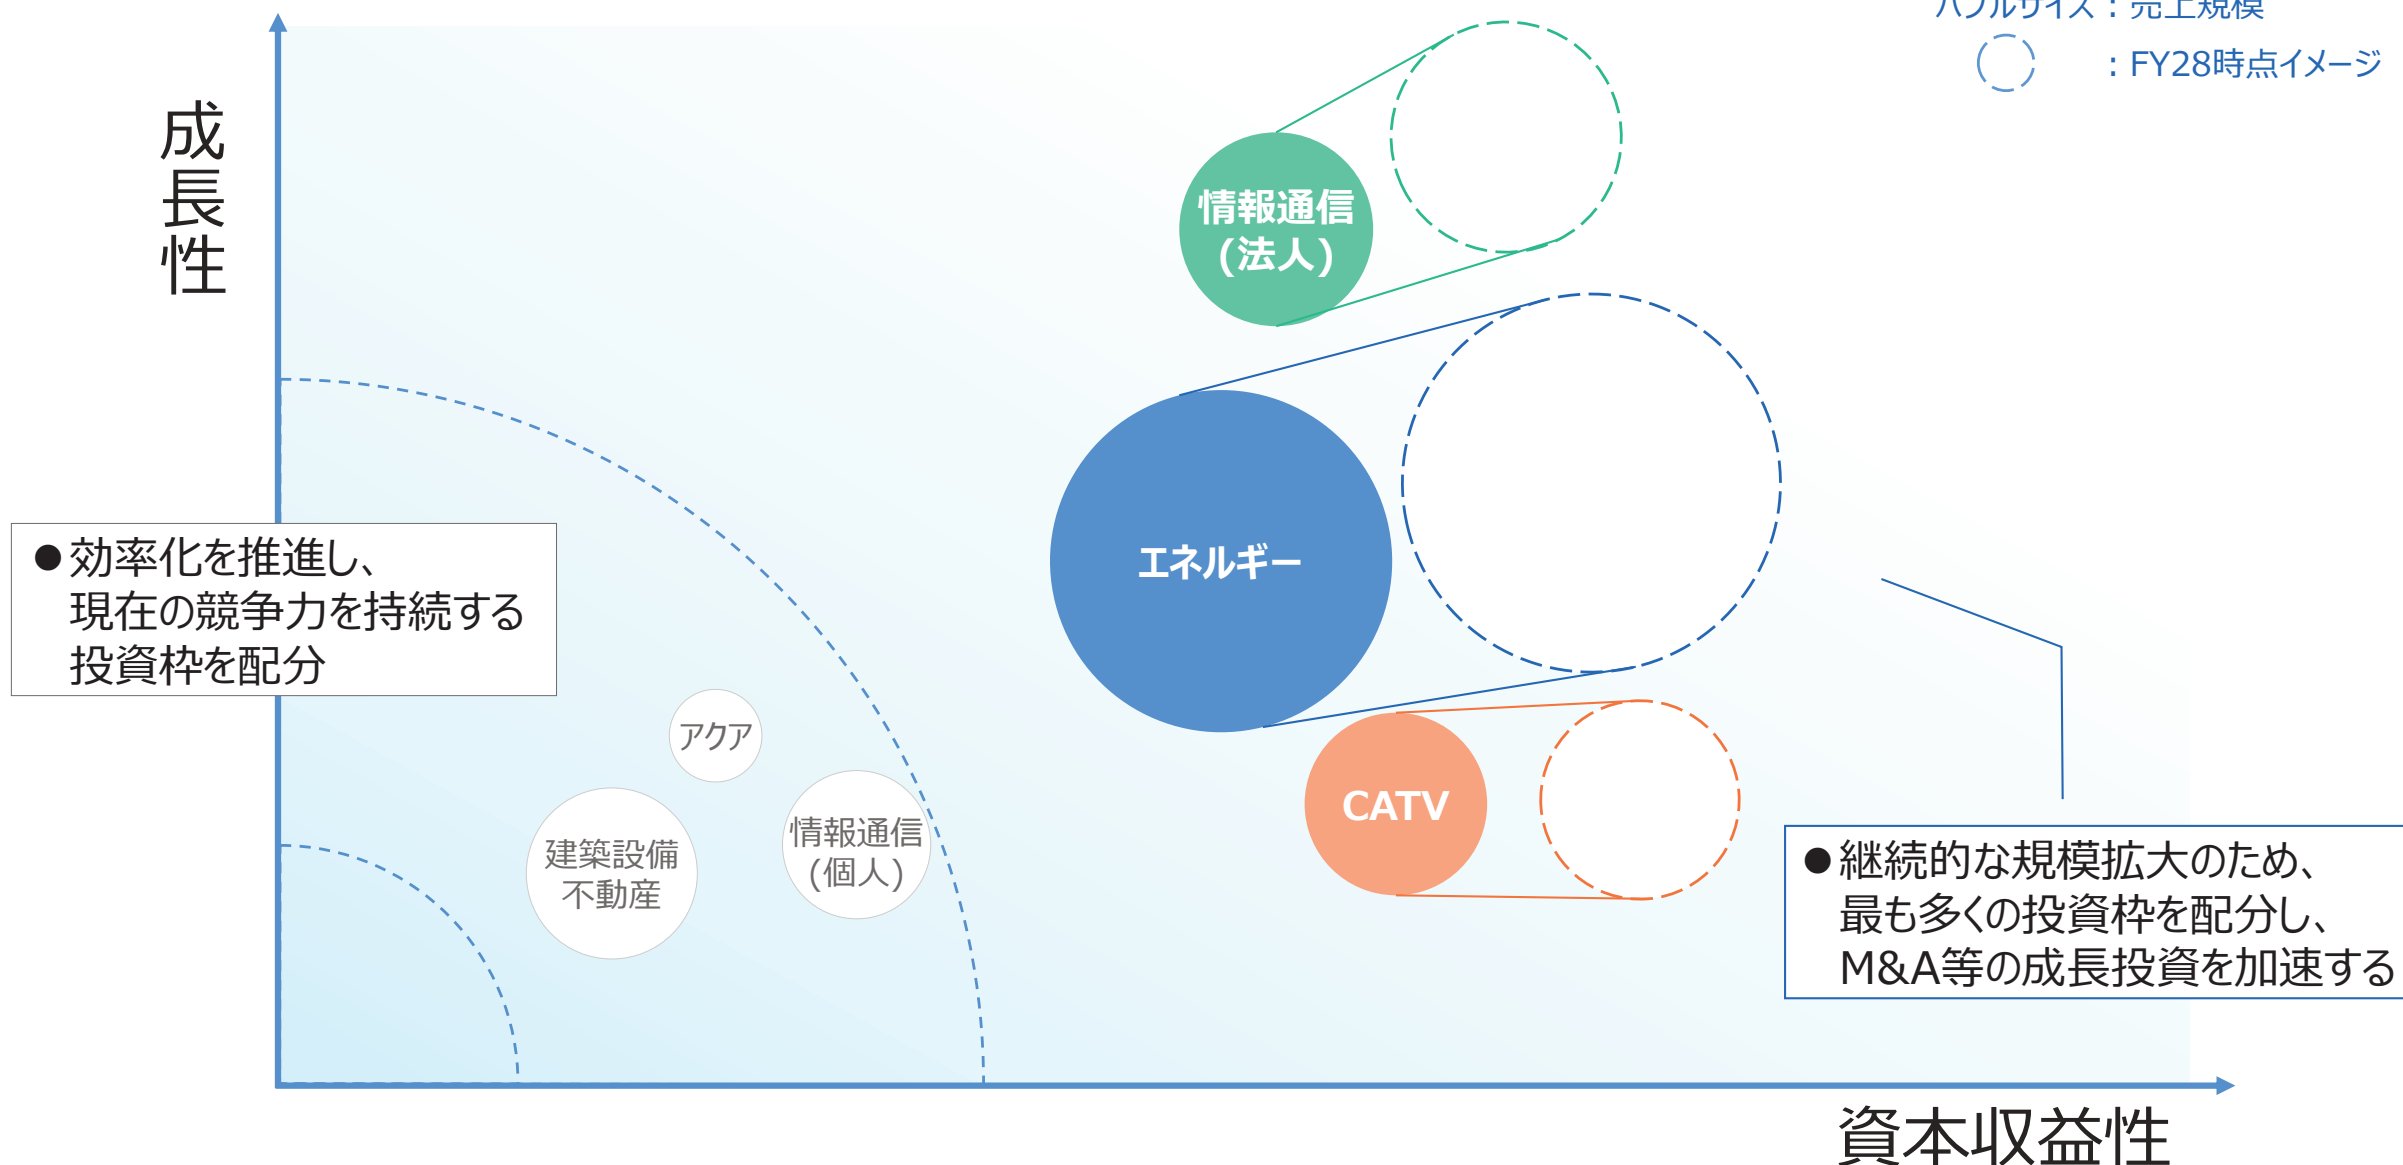 バブルサイズ：売上規模
：FY28時点イメージ
成長性
情報通信
(法人)
エネルギー
●効率化を推進し、
現在の競争力を持続する
投資枠を配分
アクア
建築設備
不動産
情報通信
(個人)
CATV
●継続的な規模拡大のため、
最も多くの投資枠を配分し、
M&A等の成長投資を加速する
資本収益性